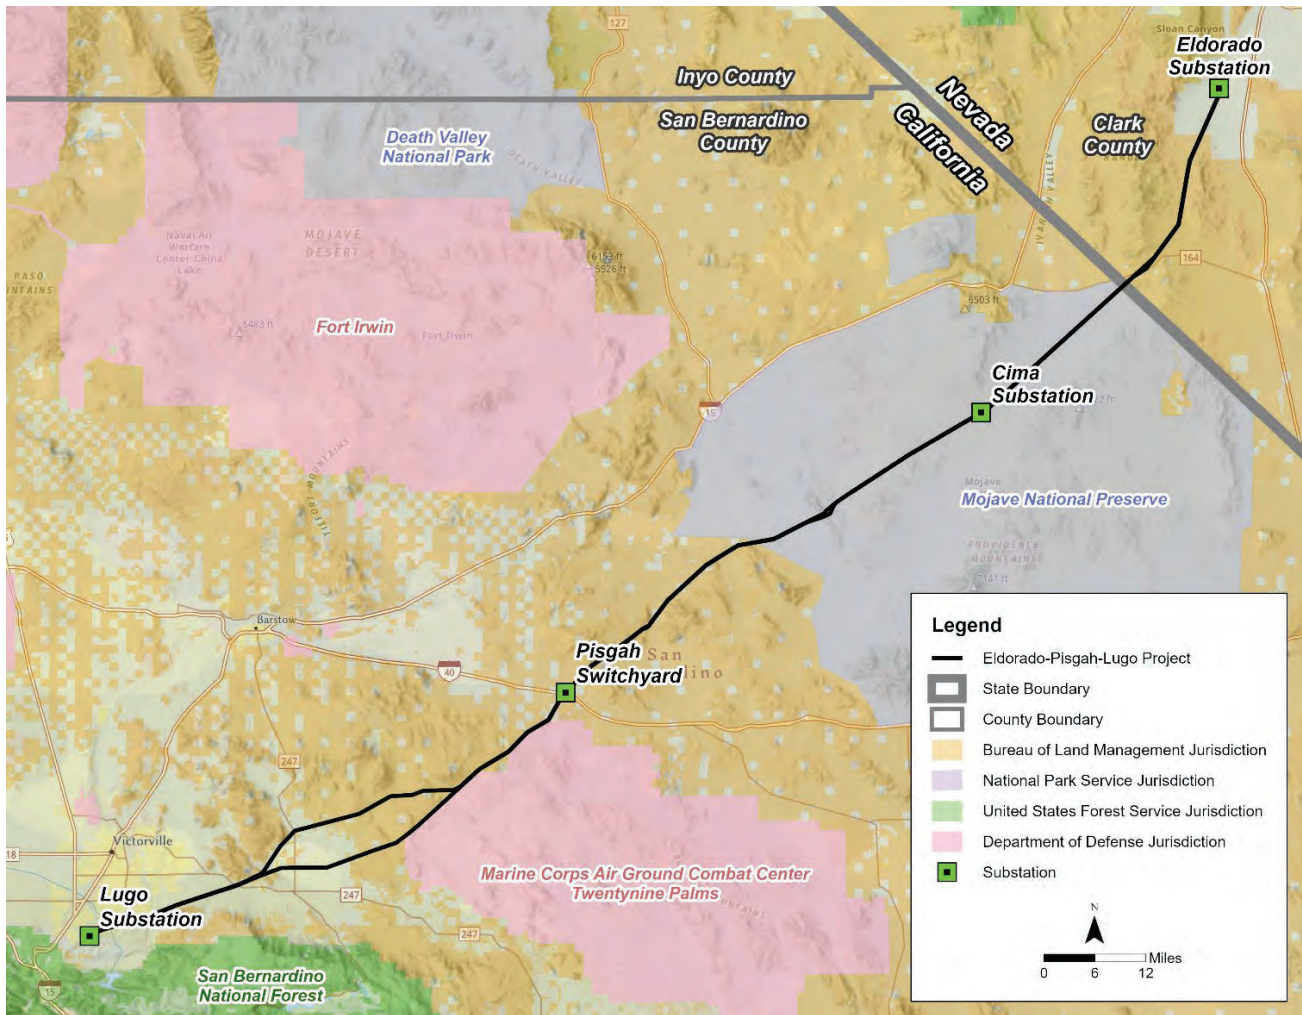 127
Sloan Canyon
Eldorado
Substation
Inyo County
San Bernardino
County
Nevada
California
Clark
County
Death Valley
National Park
DEATH VALLEY
Naval Air
Warfare
Center-China
Lake
MOJAVE
DESERT
6153 ft
5526 ft
164
PASO
5483 ft
Fort Irwin
Fort Irwin
6503 ft
15
Cima
Substation
Mojave
Mojave National Preserve
PROVIDENCE
MOUNTAINS
7141 ft
Barstow
40
Pisgah
Switchyard
San
247
Victorville
18
247
247
Lugo
Substation
Marine Corps Air Ground Combat Center
Twentynine Palms
San Bernardino
National Forest
15
Legend
Eldorado-Pisgah-Lugo Project
State Boundary
County Boundary
Bureau of Land Management Jurisdiction
National Park Service Jurisdiction
United States Forest Service Jurisdiction
Department of Defense Jurisdiction
Substation
N
Miles
0 6 12